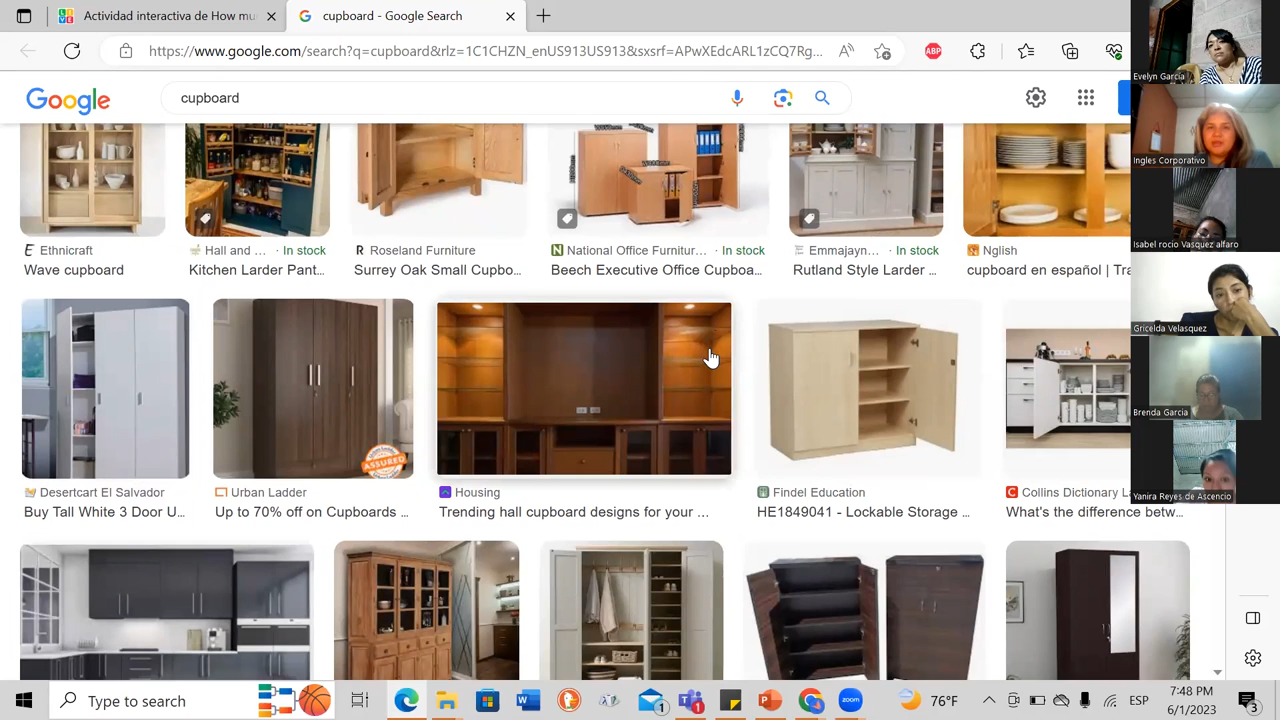 Actividad interactiva de How mu
cupboard - Google Search
https://www.google.com/search?q=cupboard&rlz=1C1CHZN_enUS913US913&sxsrf=APwXEdcARL1zCQ7Rg...
ABP
Google
cupboard
Ethnicraft
Wave cupboard
Hall and ... · In stock
Kitchen Larder Pant...
Roseland Furniture
Surrey Oak Small Cupbo...
National Office Furnitur... · In stock
Beech Executive Office Cupboa...
Emmajayn... · In stock
Rutland Style Larder ...
Nglish
cupboard en español | Tra
Desertcart El Salvador
Buy Tall White 3 Door U...
ASSURED
Urban Ladder
Up to 70% off on Cupboards ...
Housing
Trending hall cupboard designs for your ...
Findel Education
HE1849041 - Lockable Storage ...
Collins Dictionary La
What's the difference betw...
Evelyn Garcia
Ingles Corporativo
Isabel rocio Vasquez alfaro
Gricelda Velasquez
Brenda Garcia
Yanira Reyes de Ascencio
Type to search
76°F
ESP
7:48 PM
6/1/2023